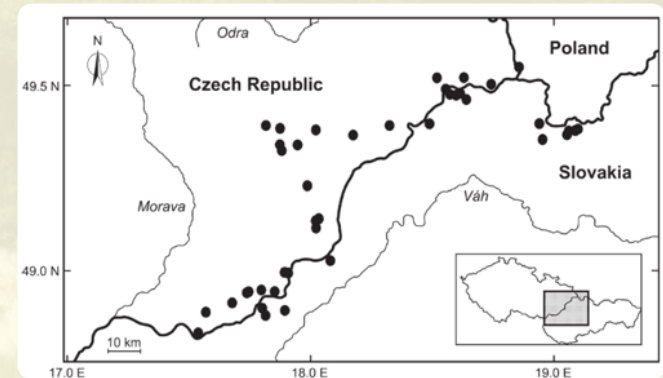 Odra
N
Poland
49.5 N
Czech Republic
Slovakia
Váh
Morava
49.0 N
10 km
17.0 E
18.0 E
19.0 E